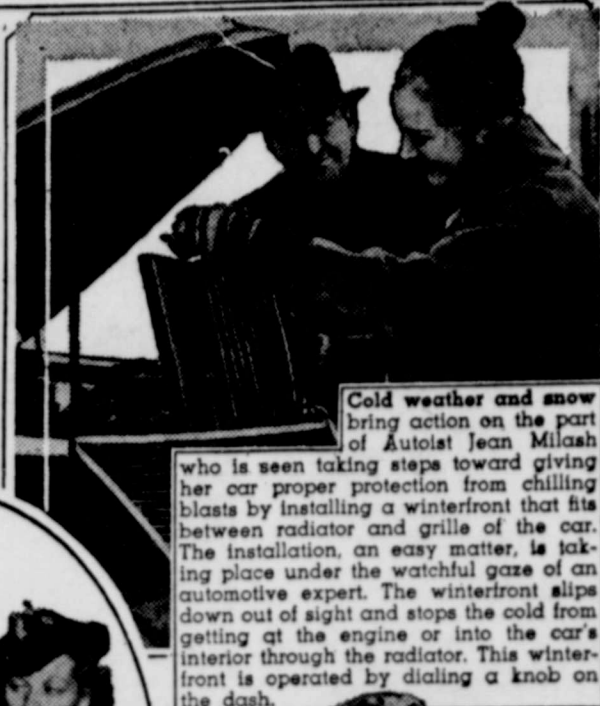 Cold weather and snow
bring action on the part
of Autoist Jean Milash
who is seen taking steps toward giving
her car proper protection from chilling
blasts by installing a winterfront that fits
between radiator and grille of the car.
The installation, an easy matter, is tak-
ing place under the watchful gaze of an
automotive expert. The winterfront slips
down out of sight and stops the cold from
getting qt the engine or into the car's
interior through the radiator. This winter-
front is operated by dialing a knob on
the dash.